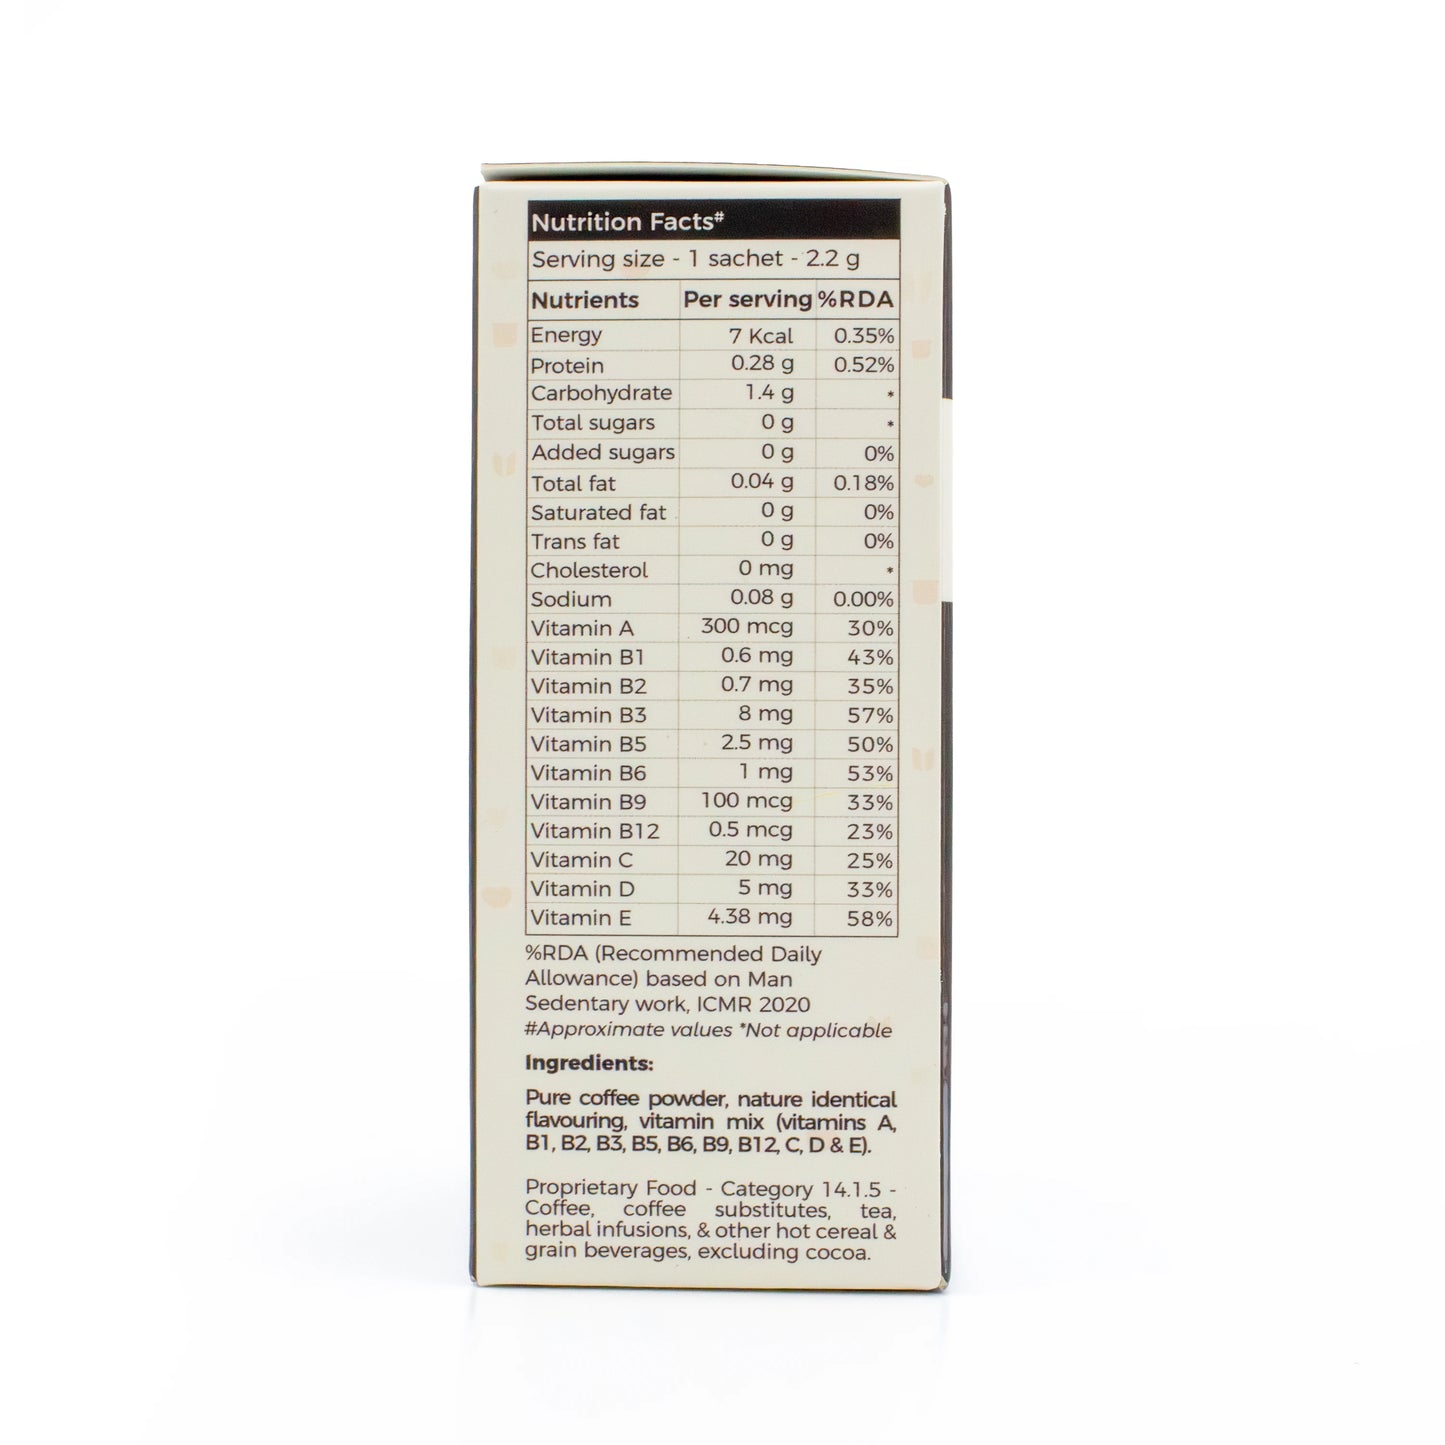 Nutrition Facts#
Serving size - 1 sachet - 2.2 g
Nutrients Per serving %RDA
Energy 7 Kcal 0.35%
Protein 0.28 g 0.52%
Carbohydrate 1.4 g *
Total sugars 0 g *
Added sugars 0 g 0%
Total fat 0.04 g 0.18%
Saturated fat 0 g 0%
Trans fat 0 g 0%
Cholesterol 0 mg *
Sodium 0.08 g 0.00%
Vitamin A 300 mcg 30%
Vitamin B1 0.6 mg 43%
Vitamin B2 0.7 mg 35%
Vitamin B3 8 mg 57%
Vitamin B5 2.5 mg 50%
Vitamin B6 1 mg 53%
Vitamin B9 100 mcg 33%
Vitamin B12 0.5 mcg 23%
Vitamin C 20 mg 25%
Vitamin D 5 mg 33%
Vitamin E 4.38 mg 58%
%RDA (Recommended Daily
Allowance) based on Man
Sedentary work, ICMR 2020
#Approximate values *Not applicable
Ingredients:
Pure coffee powder, nature identical
flavouring, vitamin mix (vitamins A,
B1, B2, B3, B5, B6, B9, B12, C, D & E).
Proprietary Food - Category 14.1.5 -
Coffee, coffee substitutes, tea,
herbal infusions, & other hot cereal &
grain beverages, excluding cocoa.